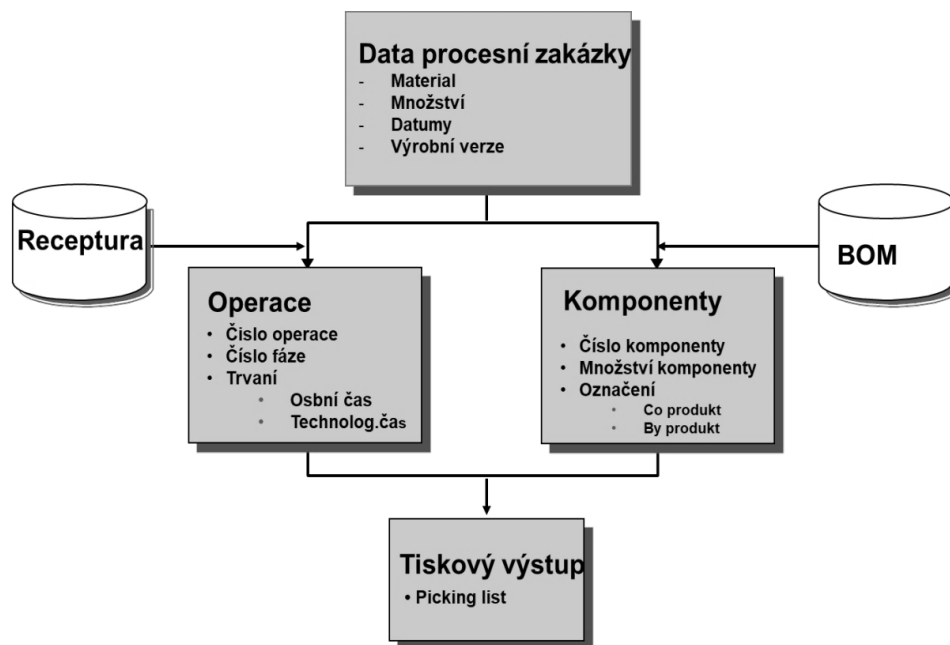 Data procesní zakázky
- Material
- Množství
- Datumy
- Výrobní verze
Receptura
BOM
Operace
• Čislo operace
• Číslo fáze
• Trvaní
• Osbní čas
• Technolog.čas
Komponenty
• Číslo komponenty
• Množství komponenty
• Označení
• Co produkt
• By produkt
Tiskový výstup
• Picking list